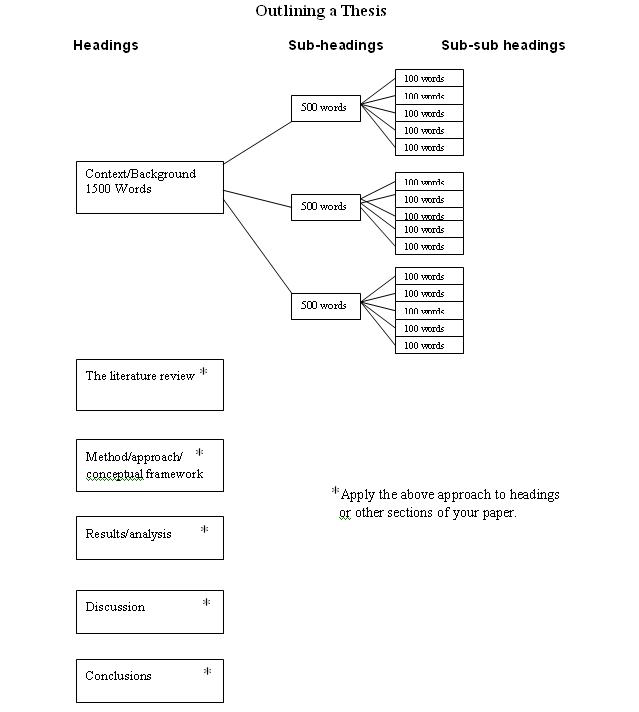 Outlining a Thesis
Headings
Sub-headings
Sub-sub headings
Context/Background
1500 Words
500 words
100 words
100 words
100 words
100 words
100 words
500 words
100 words
100 words
100 words
100 words
100 words
500 words
100 words
100 words
100 words
100 words
100 words
The literature review *
Method/approach/ *
conceptual framework
*Apply the above approach to headings
or other sections of your paper.
Results/analysis *
Discussion *
Conclusions *